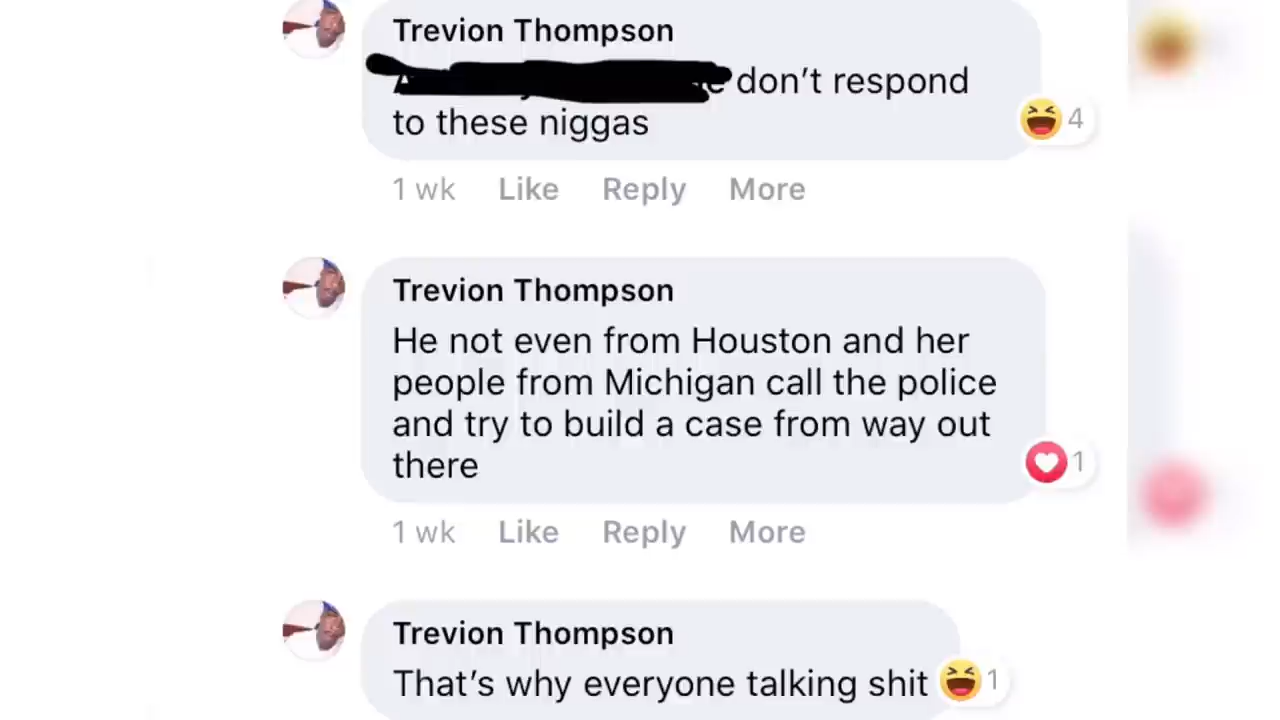 Trevion Thompson
don't respond
to these niggas
4
1 wk Like Reply More
Trevion Thompson
He not even from Houston and her
people from Michigan call the police
and try to build a case from way out
there
1
1 wk Like Reply More
Trevion Thompson
That's why everyone talking shit
1